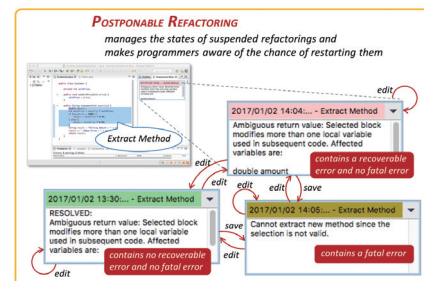 POSTPONABLE REFACTORING
manages the states of suspended refactorings and
makes programmers aware of the chance of restarting them
Extract Method
edit
2017/01/02 14:04:... - Extract Method
Ambiguous return value: Selected block
modifies more than one local variable
used in subsequent code. Affected
variables are:
double amount
contains a recoverable
error and no fatal error
edit
edit
edit
edit
save
2017/01/02 13:30:... - Extract Method
RESOLVED:
Ambiguous return value: Selected block
modifies more than one local variable
used in subsequent code. Affected
variables are:
contains no recoverable
error and no fatal error
edit
save
edit
2017/01/02 14:05:... - Extract Method
Cannot extract new method since the
selection is not valid.
contains a fatal error